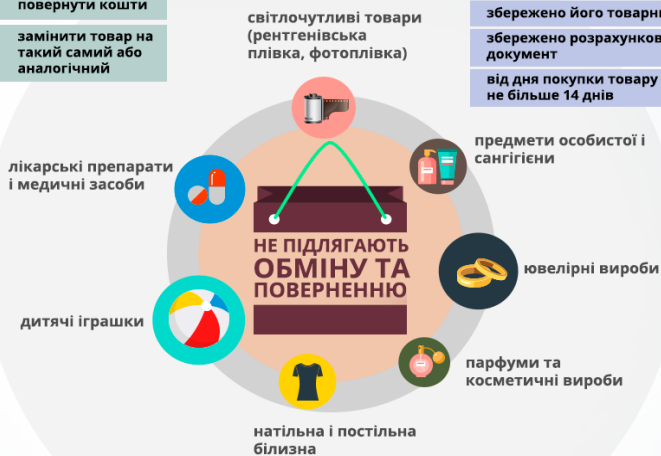 повернути кошти
замінити товар на
такий самий або
аналогічний
світлочутливі товари
(рентгенівська
плівка, фотоплівка)
збережено його
збережено
документ
від дня покупки товару
не більше 14 днів
предмети особистої і
сангігієни
лікарські препарати
і медичні засоби
НЕ ПІДЛЯГАЮТЬ
ОБМІНУ ТА
ПОВЕРНЕННЮ
ювелірні вироби
дитячі іграшки
парфуми та
косметичні вироби
натільна і постільна
білизна